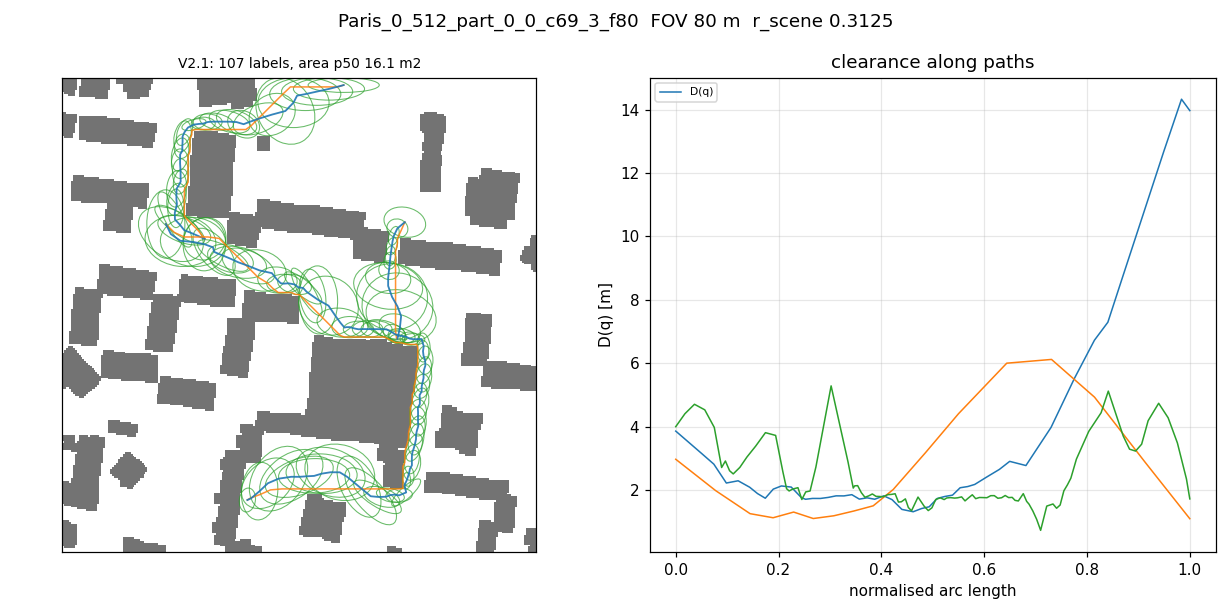 Paris_0_512_part_0_0_c69_3_f80  FOV 80 m  r_scene 0.3125
V2.1: 107 labels, area p50 16.1 m2
clearance along paths
D(q)
14
12
10
8
6
4
2
D(q) [m]
0.0 0.2 0.4 0.6 0.8 1.0
normalised arc length